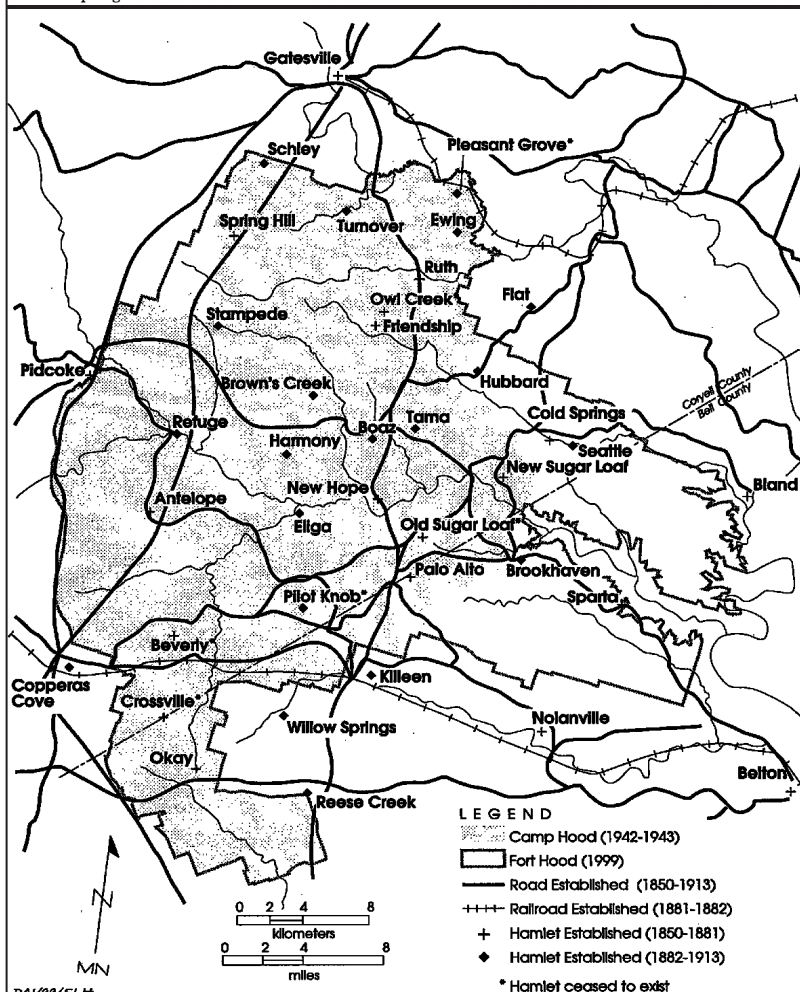 Gatesville
Schley
Pleasant Grove*
Spring Hill
Turnover
Ewing
Ruth
Owl Creek
Flat
Stampede
Friendship
Pidcoke
Hubbard
Brown's Creek
Coryell County
Bell County
Cold Springs
Tama
Refuge
Boaz
Harmony
Seattle
New Sugar Loaf
Bland
New Hope
Antelope
Eliga
Old Sugar Loaf*
Palo Alto
Brookhaven
Pilot Knob*
Sparta
Beverly*
Killeen
Copperas
Cove
Crossville*
Nolanville
Willow Springs
Okay
Belton
Reese Creek
LEGEND
Camp Hood (1942-1943)
Fort Hood (1999)
Road Established (1850-1913)
Railroad Established (1881-1882)
Hamlet Established (1850-1881)
Hamlet Established (1882-1913)
* Hamlet ceased to exist
N
MN
0 2 4 8
kilometers
0 2 4 8
miles